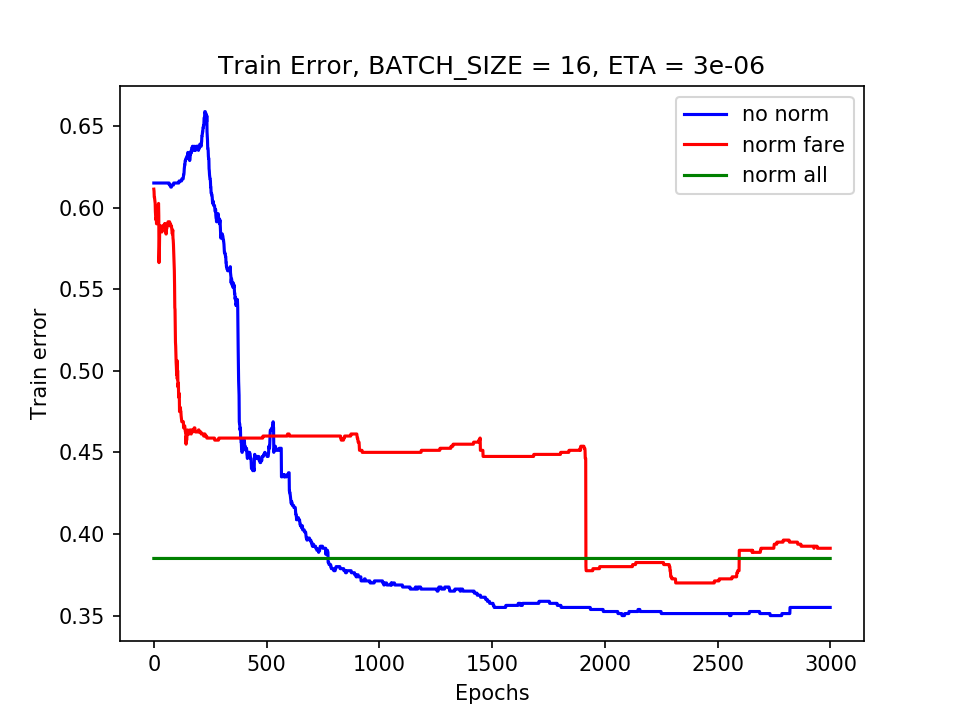 Train Error, BATCH_SIZE = 16, ETA = 3e-06
no norm
norm fare
norm all
Train error
0.65
0.60
0.55
0.50
0.45
0.40
0.35
0 500 1000 1500 2000 2500 3000
Epochs